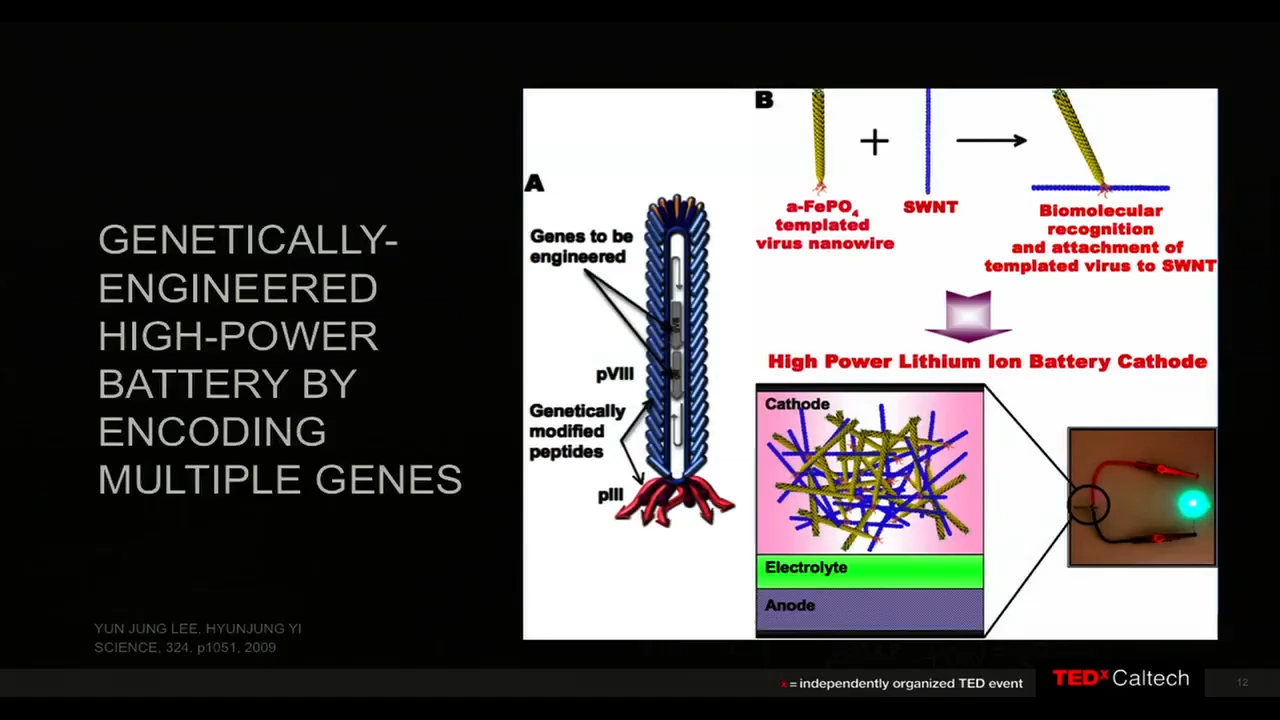 GENETICALLY-
ENGINEERED
HIGH-POWER
BATTERY BY
ENCODING
MULTIPLE GENES
YUN JUNG LEE, HYUNJUNG YI
SCIENCE, 324, p1051, 2009
A
Genes to be
engineered
pVIII
Genetically
modified
peptides
pIII
B
+
a-FePO4
templated
virus nanowire
SWNT
Biomolecular
recognition
and attachment of
templated virus to SWNT
High Power Lithium Ion Battery Cathode
Cathode
Electrolyte
Anode
x = independently organized TED event
TEDx Caltech
12